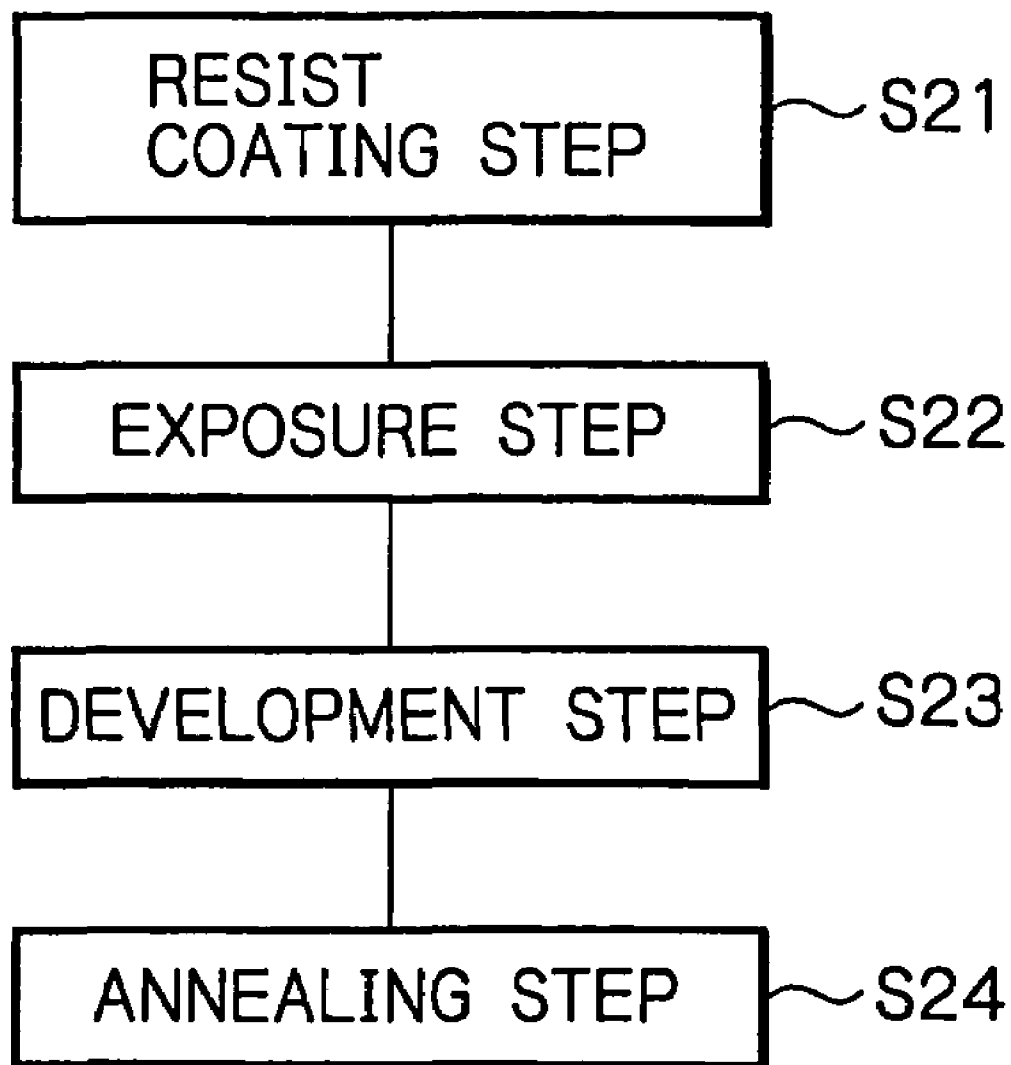 RESIST
COATING STEP
S21
EXPOSURE STEP
S22
DEVELOPMENT STEP
S23
ANNEALING STEP
S24